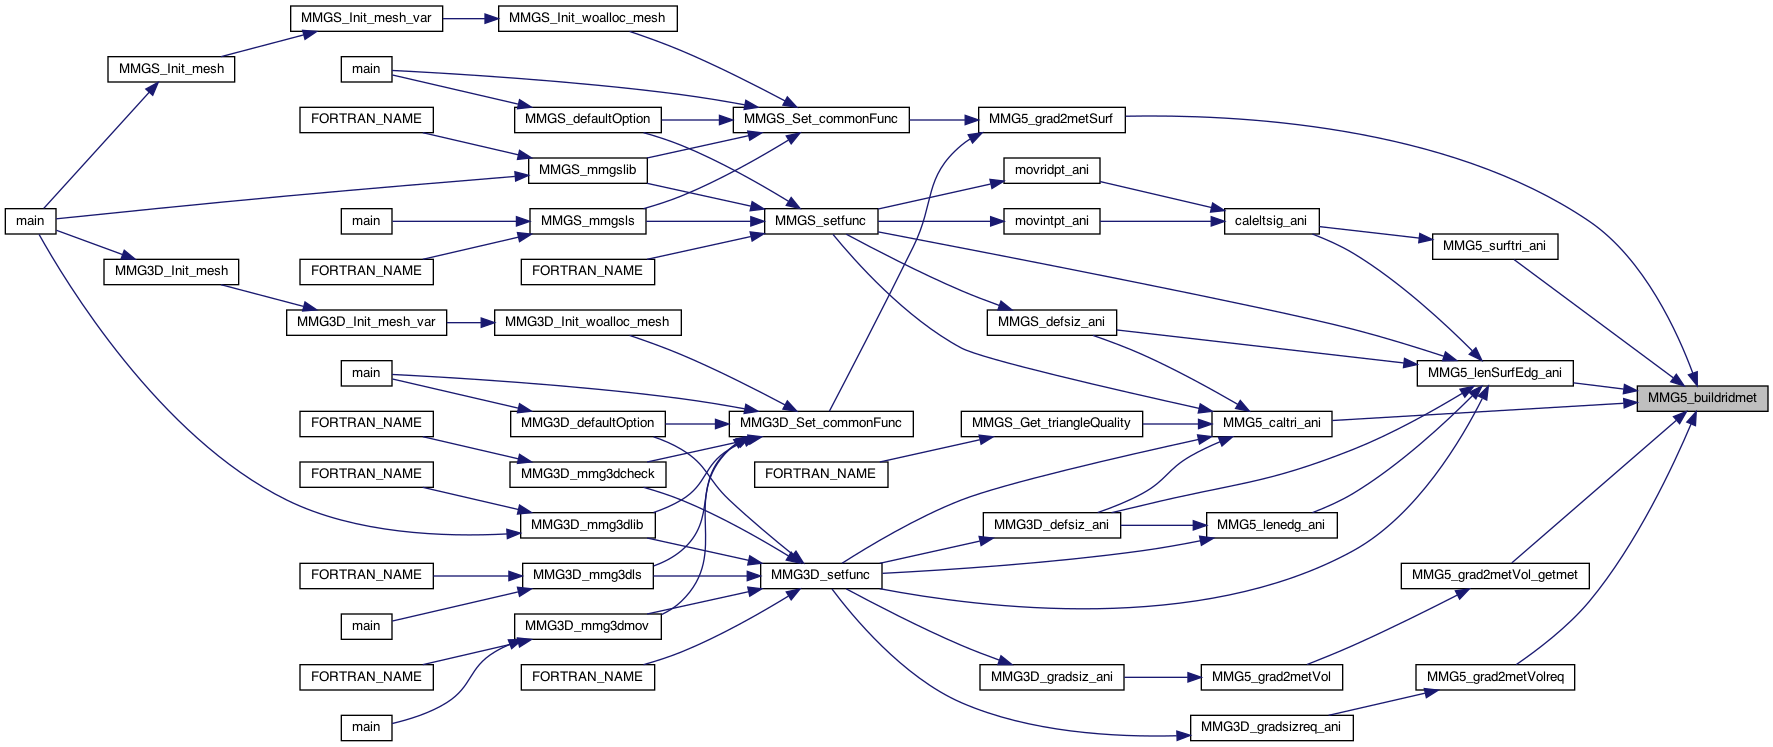 MMGS_Init_mesh_var
MMGS_Init_woalloc_mesh
MMGS_Init_mesh
main
FORTRAN_NAME
MMGS_defaultOption
MMGS_Set_commonFunc
MMG5_grad2metSurf
MMGS_mmgslib
movridpt_ani
main
main
MMGS_mmgsls
MMGS_setfunc
movintpt_ani
caleltsig_ani
MMG5_surftri_ani
MMG3D_Init_mesh
FORTRAN_NAME
FORTRAN_NAME
MMG3D_Init_mesh_var
MMG3D_Init_woalloc_mesh
MMGS_defsiz_ani
main
MMG5_lenSurfEdg_ani
MMG5_buildridmet
FORTRAN_NAME
MMG3D_defaultOption
MMG3D_Set_commonFunc
MMGS_Get_triangleQuality
MMG5_caltri_ani
FORTRAN_NAME
MMG3D_mmg3dcheck
FORTRAN_NAME
MMG3D_mmg3dlib
MMG3D_defsiz_ani
MMG5_lenedg_ani
FORTRAN_NAME
MMG3D_mmg3dls
MMG3D_setfunc
MMG5_grad2metVol_getmet
main
MMG3D_mmg3dmov
FORTRAN_NAME
FORTRAN_NAME
MMG3D_gradsiz_ani
MMG5_grad2metVol
MMG5_grad2metVolreq
main
MMG3D_gradsizreq_ani